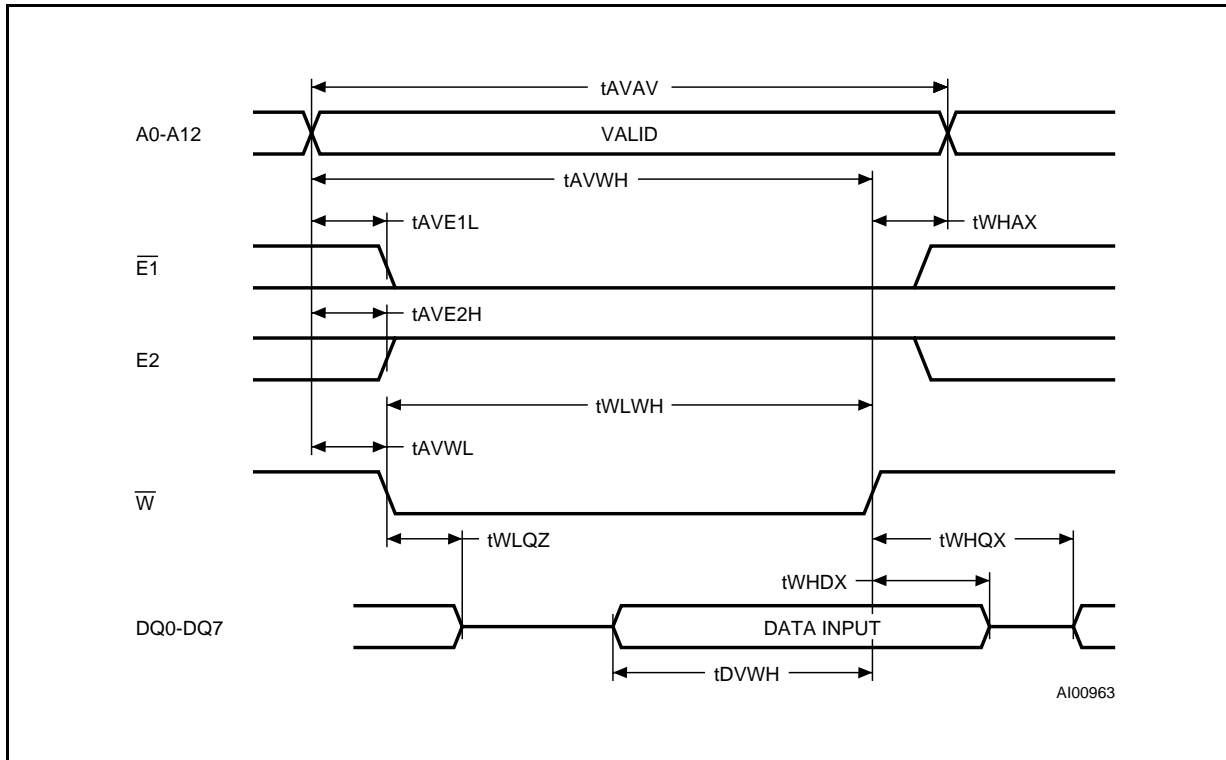 tAVAV
A0-A12
VALID
tAVWH
tAVE1L
tWHAX
E1
tAVE2H
E2
tWLWH
tAVWL
W
tWLQZ
tWHQX
tWHDX
DQ0-DQ7
DATA INPUT
tDVWH
AI00963